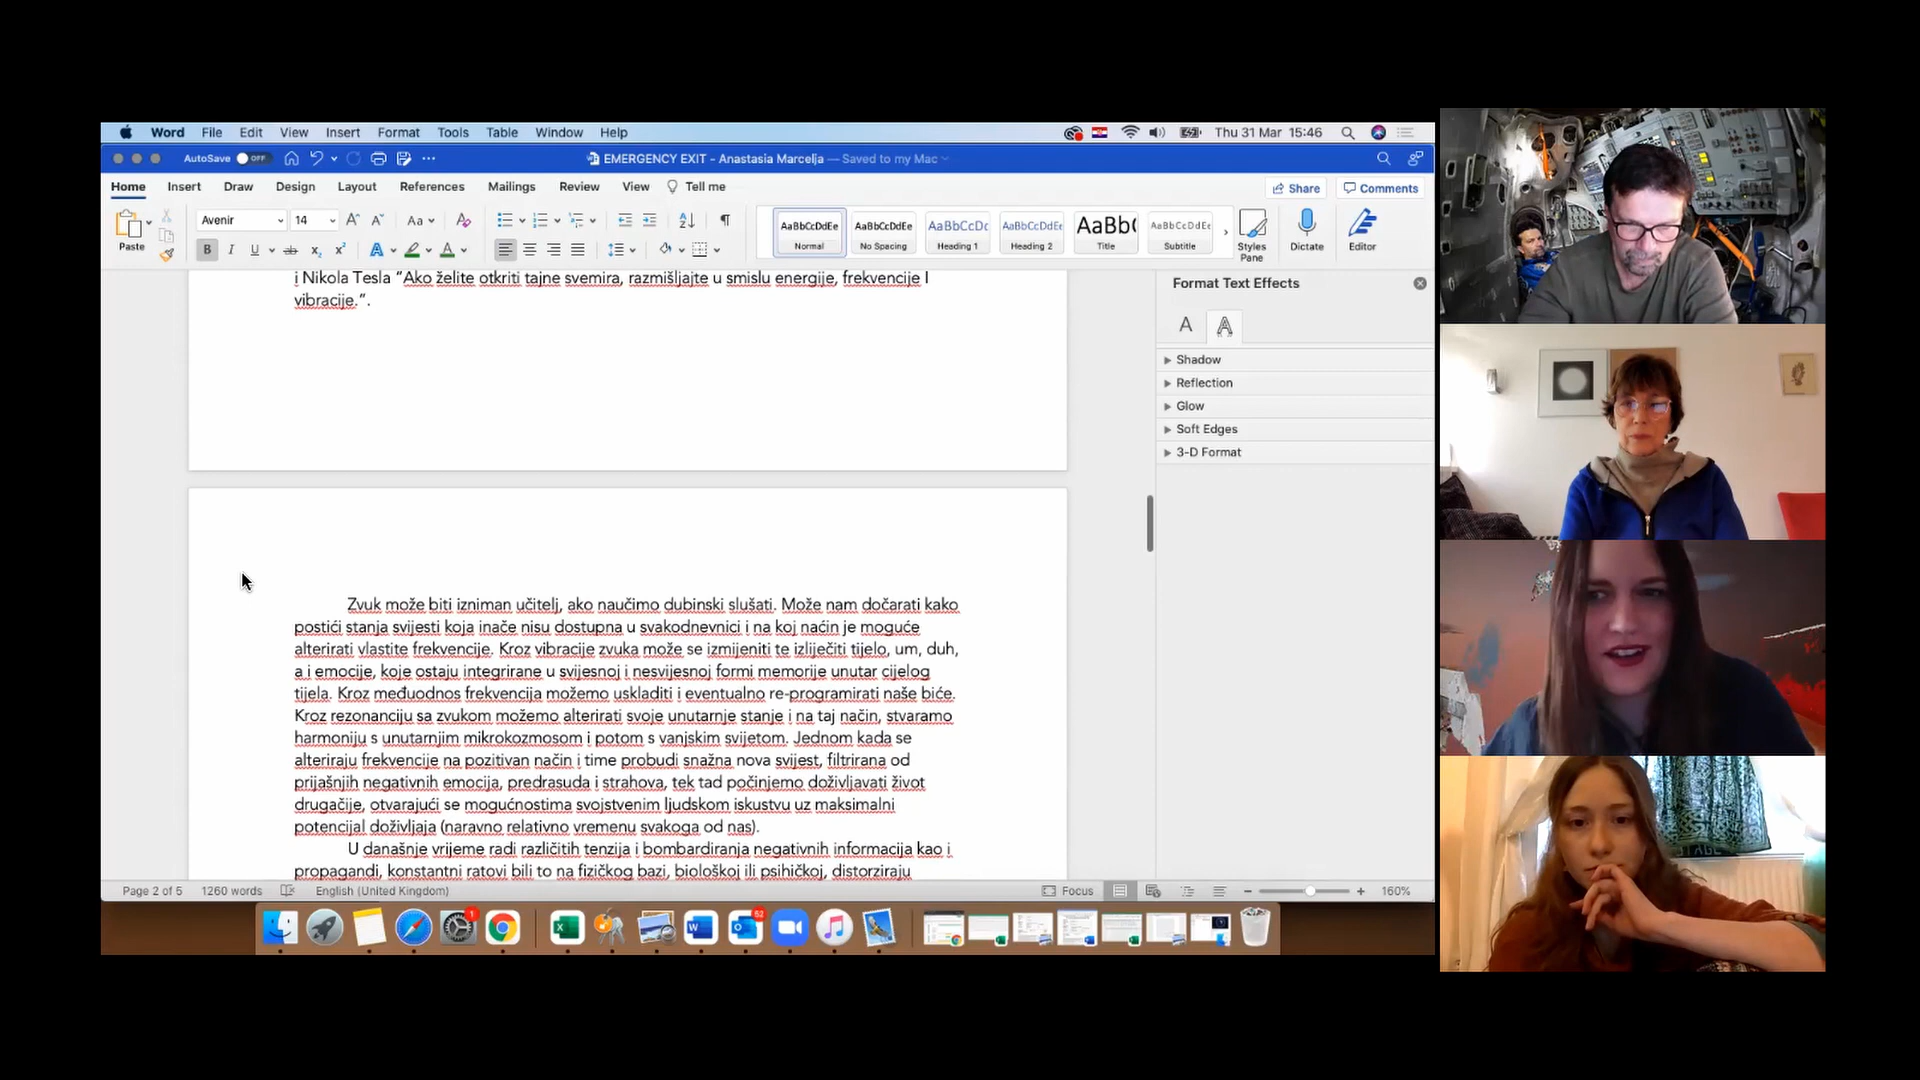 Word File Edit View Insert Format Tools Table Window Help Thu 31 Mar 15:46
AutoSave OFF EMERGENCY EXIT - Anastasia Marcelja — Saved to my Mac
Home Insert Draw Design Layout References Mailings Review View Tell me Share Comments
Paste Avenir 14 Aa
AaBbCcDdEe AaBbCcDdEe AaBbCcDc AaBbCcDdEe AaBb( AaBbCcDdEe
Normal No Spacing Heading 1 Heading 2 Title Subtitle Styles Pane Dictate Editor
i Nikola Tesla “Ako želite otkriti tajne svemira, razmišljajte u smislu energije, frekvencije I
vibracije.”.
Format Text Effects
Shadow
Reflection
Glow
Soft Edges
3-D Format
Zvuk može biti izniman učitelj, ako naučimo dubinski slušati. Može nam dočarati kako
postići stanja svijesti koja inače nisu dostupna u svakodnevnici i na koj naćin je moguće
alterirati vlastite frekvencije. Kroz vibracije zvuka može se izmijeniti te izliječiti tijelo, um, duh,
a i emocije, koje ostaju integrirane u svijesnoj i nesvijesnoj formi memorije unutar cijelog
tijela. Kroz međuodnos frekvencija možemo uskladiti i eventualno re-programirati naše biće.
Kroz rezonanciju sa zvukom možemo alterirati svoje unutarnje stanje i na taj način, stvaramo
harmoniju s unutarnjim mikrokozmosom i potom s vanjskim svijetom. Jednom kada se
alteriraju frekvencije na pozitivan način i time probudi snažna nova svijest, filtrirana od
prijašnjih negativnih emocija, predrasuda i strahova, tek tad počinjemo doživljavati život
drugačije, otvarajući se mogućnostima svojstvenim ljudskom iskustvu uz maksimalni
potencijal doživljaja (naravno relativno vremenu svakoga od nas).
U današnje vrijeme radi različitih tenzija i bombardiranja negativnih informacija kao i
propagandi, konstantni ratovi bili to na fizičkog bazi, biološkoj ili psihičkoj, distorziraju
Page 2 of 5 1260 words English (United Kingdom) Focus 160%